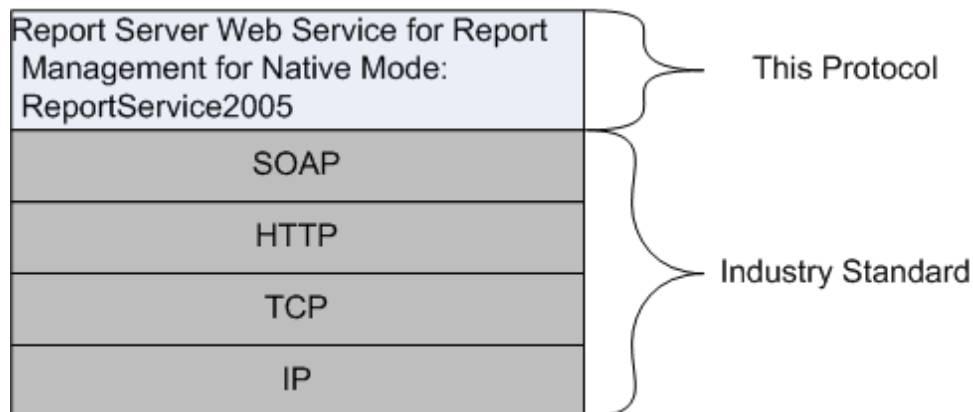 Report Server Web Service for Report
Management for Native Mode:
ReportService2005
This Protocol
SOAP
HTTP
TCP
IP
Industry Standard